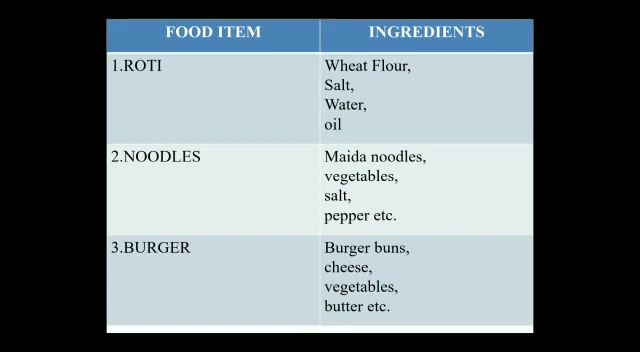 FOOD ITEM INGREDIENTS
1.ROTI Wheat Flour,
Salt,
Water,
oil
2.NOODLES Maida noodles,
vegetables,
salt,
pepper etc.
3.BURGER Burger buns,
cheese,
vegetables,
butter etc.